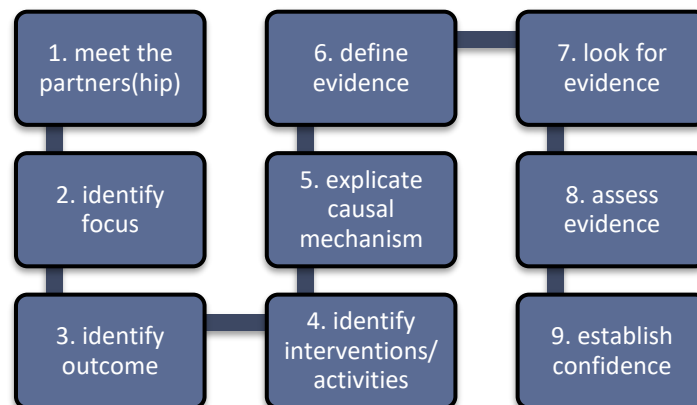 1. meet the
partners(hip)
2. identify
focus
3. identify
outcome
4. identify
interventions/
activities
5. explicate
causal
mechanism
6. define
evidence
7. look for
evidence
8. assess
evidence
9. establish
confidence